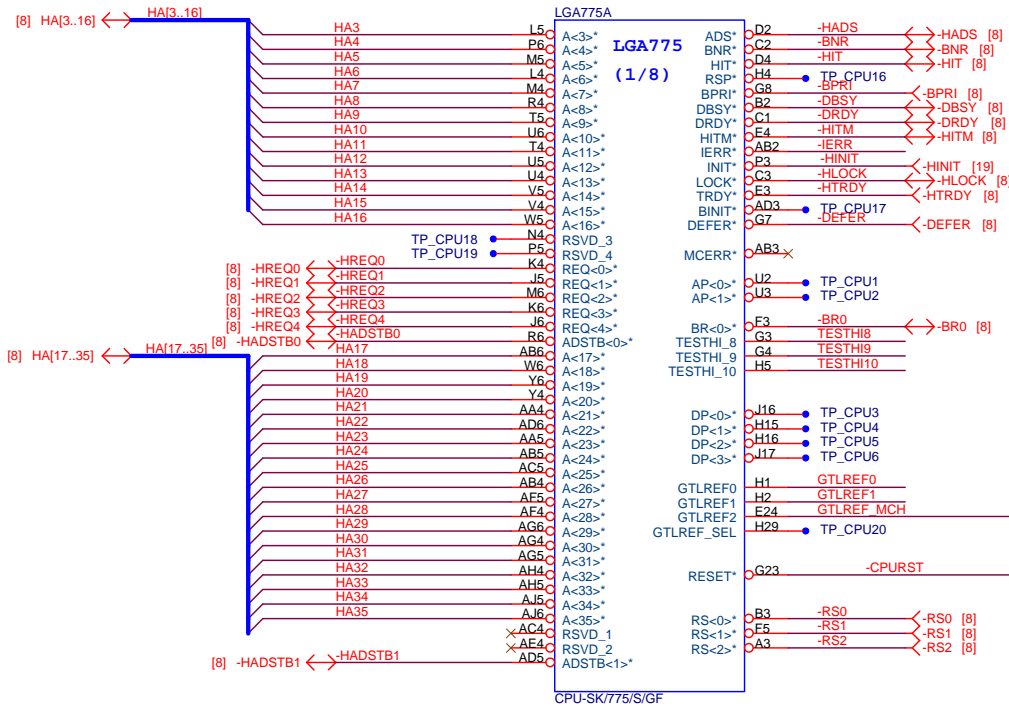 LGA775A
LGA775
(1/8)
[8] HA[3..16] HA[3..16]
HA3 L5 A<3>*
HA4 P6 A<4>*
HA5 M5 A<5>*
HA6 L4 A<6>*
HA7 M4 A<7>*
HA8 R4 A<8>*
HA9 T5 A<9>*
HA10 U6 A<10>*
HA11 T4 A<11>*
HA12 U5 A<12>*
HA13 U4 A<13>*
HA14 V5 A<14>*
HA15 V4 A<15>*
HA16 W5 A<16>*
TP_CPU18 N4 RSVD_3
TP_CPU19 P5 RSVD_4
[8] -HREQ0 -HREQ0 K4 REQ<0>*
[8] -HREQ1 -HREQ1 J5 REQ<1>*
[8] -HREQ2 -HREQ2 M6 REQ<2>*
[8] -HREQ3 -HREQ3 K6 REQ<3>*
[8] -HREQ4 -HREQ4 J6 REQ<4>*
[8] -HADSTB0 -HADSTB0 R6 ADSTB<0>*
[8] HA[17..35] HA[17..35]
HA17 AB6 A<17>*
HA18 W6 A<18>*
HA19 Y6 A<19>*
HA20 Y4 A<20>*
HA21 AA4 A<21>*
HA22 AD6 A<22>*
HA23 AA5 A<23>*
HA24 AB5 A<24>*
HA25 AC5 A<25>*
HA26 AB4 A<26>*
HA27 AF5 A<27>*
HA28 AF4 A<28>*
HA29 AG6 A<29>*
HA30 AG4 A<30>*
HA31 AG5 A<31>*
HA32 AH4 A<32>*
HA33 AH5 A<33>*
HA34 AJ5 A<34>*
HA35 AJ6 A<35>*
AC4 RSVD_1
AE4 RSVD_2
[8] -HADSTB1 -HADSTB1 AD5 ADSTB<1>*
ADS* D2 -HADS -HADS [8]
BNR* C2 -BNR -BNR [8]
HIT* D4 -HIT -HIT [8]
RSP* H4 TP_CPU16
BPRI* G8 -BPRI -BPRI [8]
DBSY* B2 -DBSY -DBSY [8]
DRDY* C1 -DRDY -DRDY [8]
HITM* E4 -HITM -HITM [8]
IERR* AB2 -IERR
INIT* P3 -HINIT -HINIT [19]
LOCK* C3 -HLOCK -HLOCK [8]
TRDY* E3 -HTRDY -HTRDY [8]
BINIT* AD3 TP_CPU17
DEFER* G7 -DEFER -DEFER [8]
MCERR* AB3
AP<0>* U2 TP_CPU1
AP<1>* U3 TP_CPU2
BR<0>* F3 -BR0 -BR0 [8]
TESTHI_8 G3 TESTHI8
TESTHI_9 G4 TESTHI9
TESTHI_10 H5 TESTHI10
DP<0>* J16 TP_CPU3
DP<1>* H15 TP_CPU4
DP<2>* H16 TP_CPU5
DP<3>* J17 TP_CPU6
GTLREF0 H1 GTLREF0
GTLREF1 H2 GTLREF1
GTLREF2 E24 GTLREF_MCH
GTLREF_SEL H29 TP_CPU20
RESET* G23 -CPURST
RS<0>* B3 -RS0 -RS0 [8]
RS<1>* F5 -RS1 -RS1 [8]
RS<2>* A3 -RS2 -RS2 [8]
CPU-SK/775/S/GF